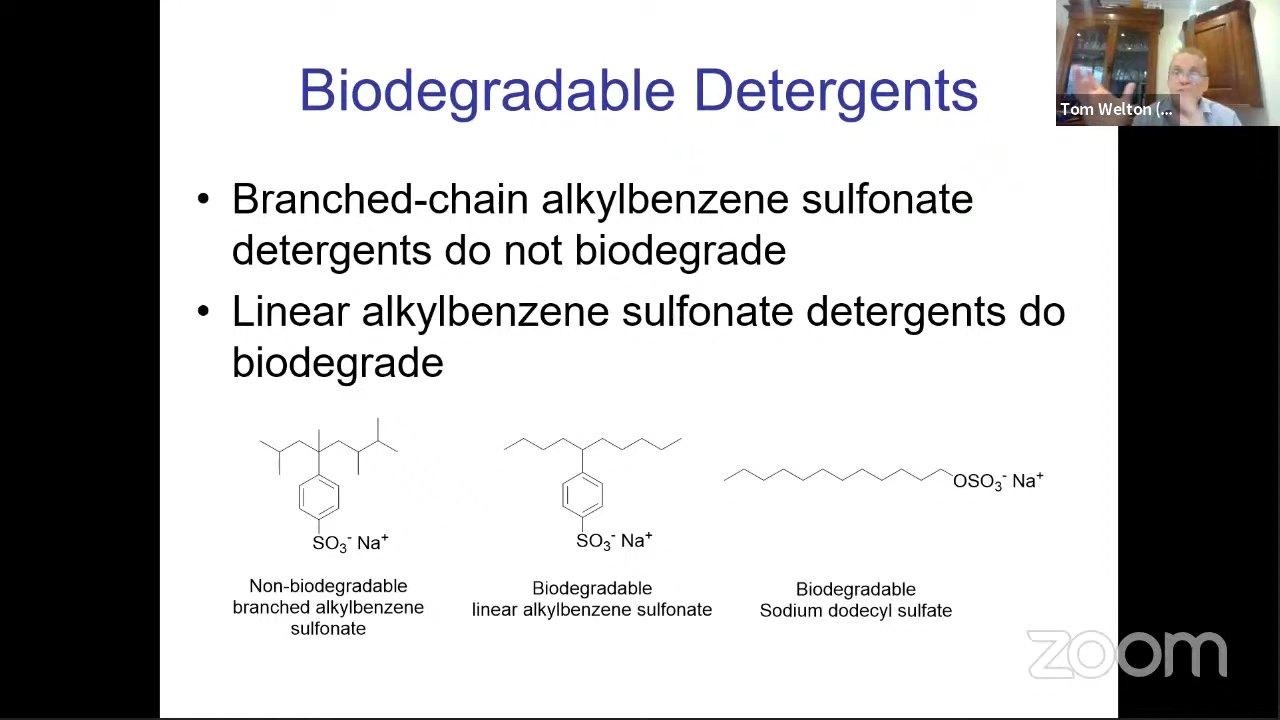 Biodegradable Detergents
Tom Welton (...
• Branched-chain alkylbenzene sulfonate
detergents do not biodegrade
• Linear alkylbenzene sulfonate detergents do
biodegrade
SO₃⁻ Na⁺
SO₃⁻ Na⁺
OSO₃⁻ Na⁺
Non-biodegradable
branched alkylbenzene
sulfonate
Biodegradable
linear alkylbenzene sulfonate
Biodegradable
Sodium dodecyl sulfate
zoom